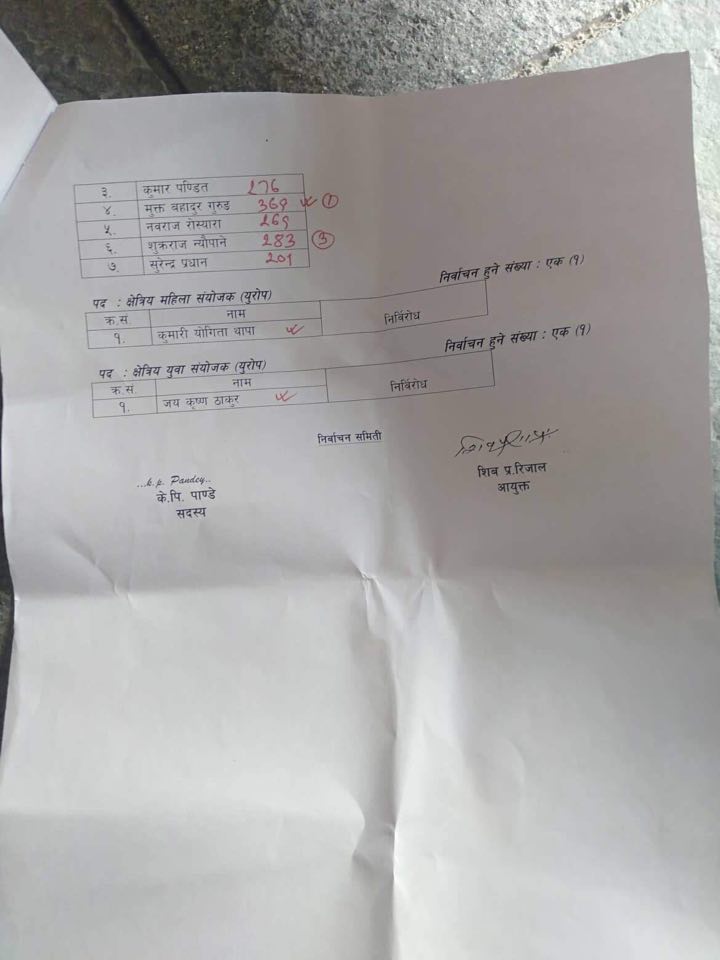 ३. कुमार पण्डित 276
४. मुक्त बहादुर गुरुङ 369 ①
५. नवराज रोस्यारा 269
६. शुक्रराज न्यौपाने 283 ③
७. सुरेन्द्र प्रधान 201
निर्वाचन हुने संख्या : एक (१)
पद : क्षेत्रिय महिला संयोजक (युरोप)
क्र.सं. नाम
१. कुमारी योगिता थापा निर्विरोध
निर्वाचन हुने संख्या : एक (१)
पद : क्षेत्रिय युवा संयोजक (युरोप)
क्र.सं. नाम
१. जय कृष्ण ठाकुर निर्विरोध
निर्वाचन समिती
...k.p. Pandey..
के.पि. पाण्डे
सदस्य
शिब प्र.रिजाल
आयुक्त